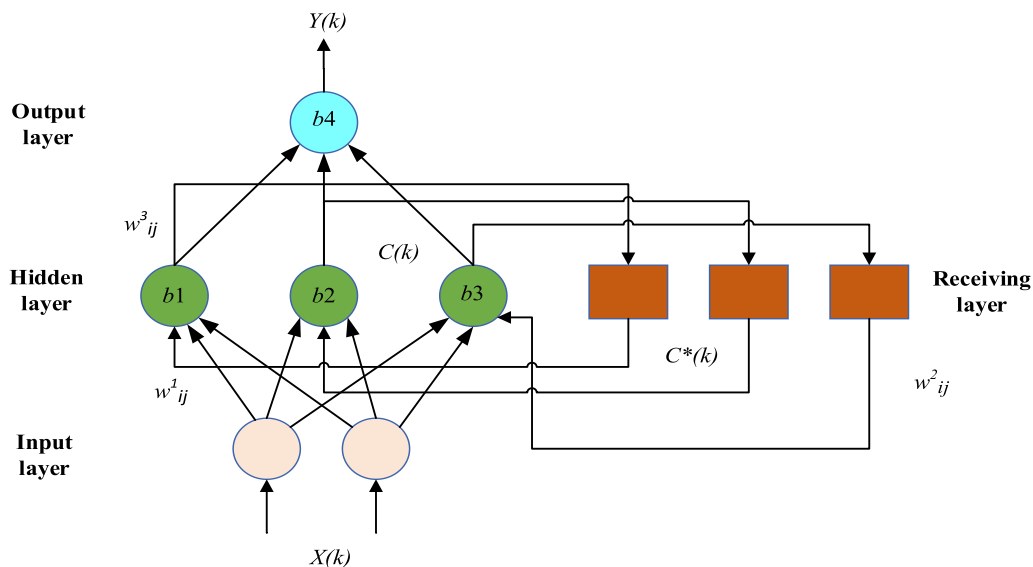 Y(k)
Output
layer
b4
w³ij
C(k)
Hidden
layer
b1
b2
b3
Receiving
layer
C*(k)
w¹ij
w²ij
Input
layer
X(k)